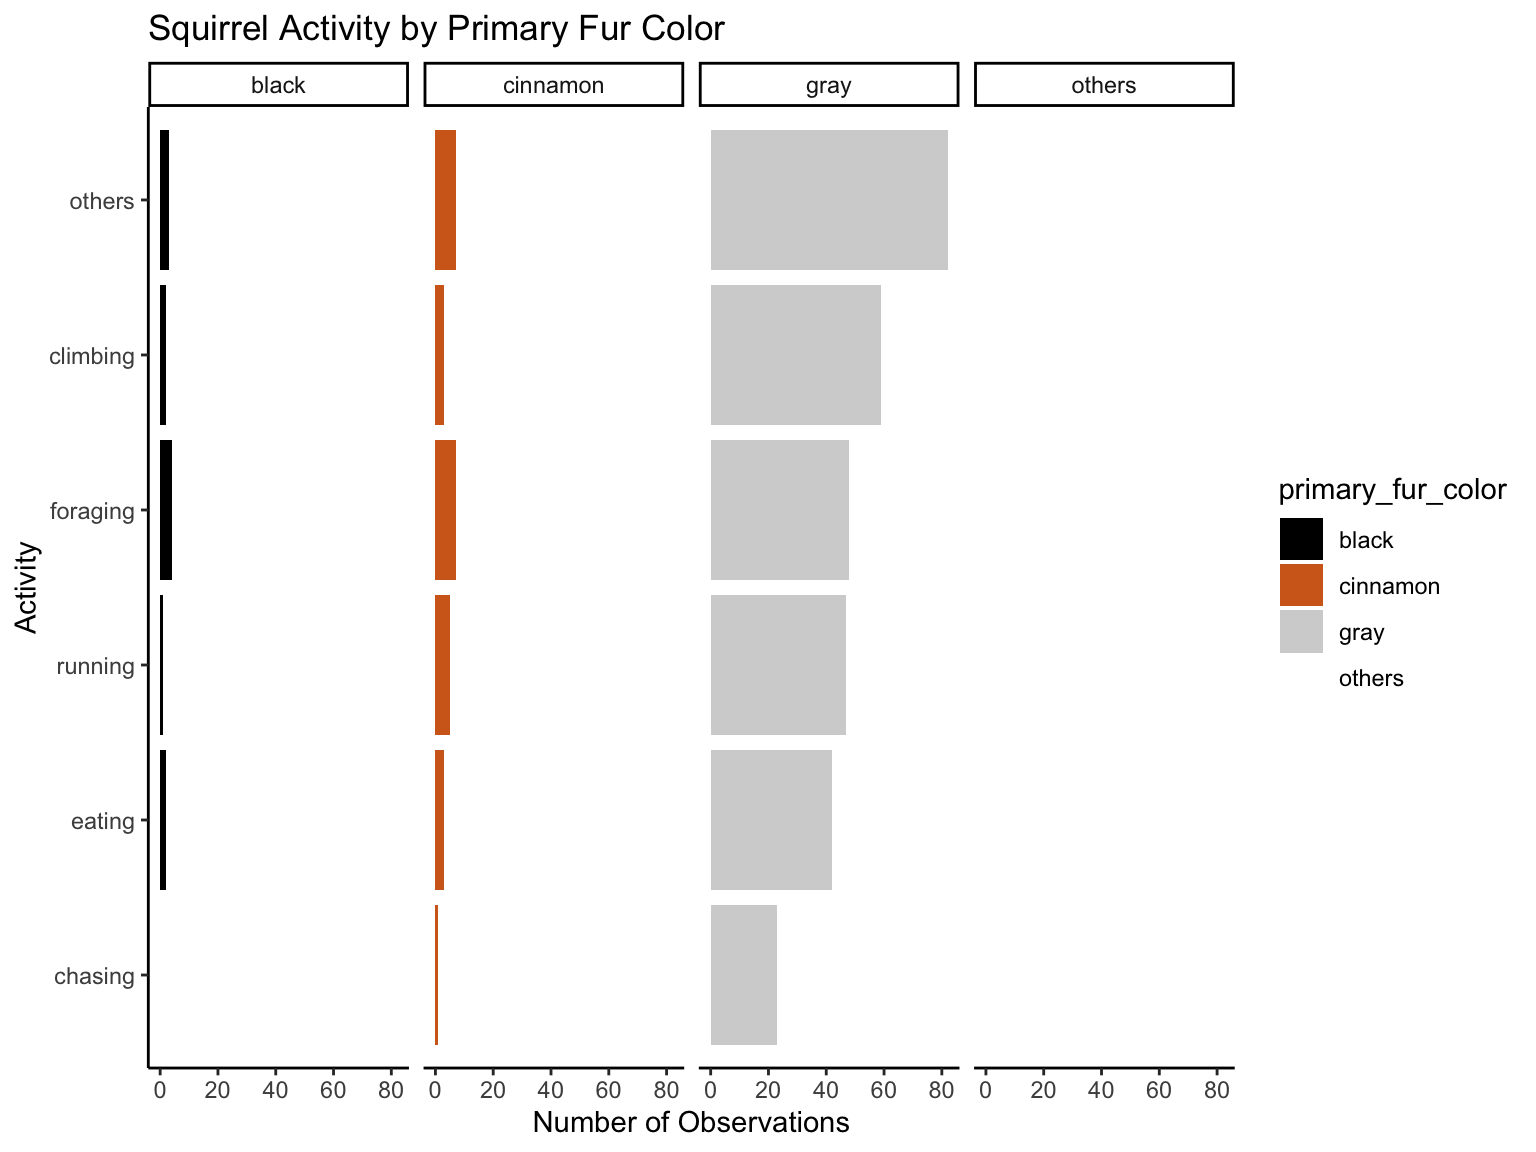 Squirrel Activity by Primary Fur Color
black cinnamon gray others
others
climbing
foraging
running
eating
chasing
Activity
0 20 40 60 80 0 20 40 60 80 0 20 40 60 80 0 20 40 60 80
Number of Observations
primary_fur_color
black
cinnamon
gray
others